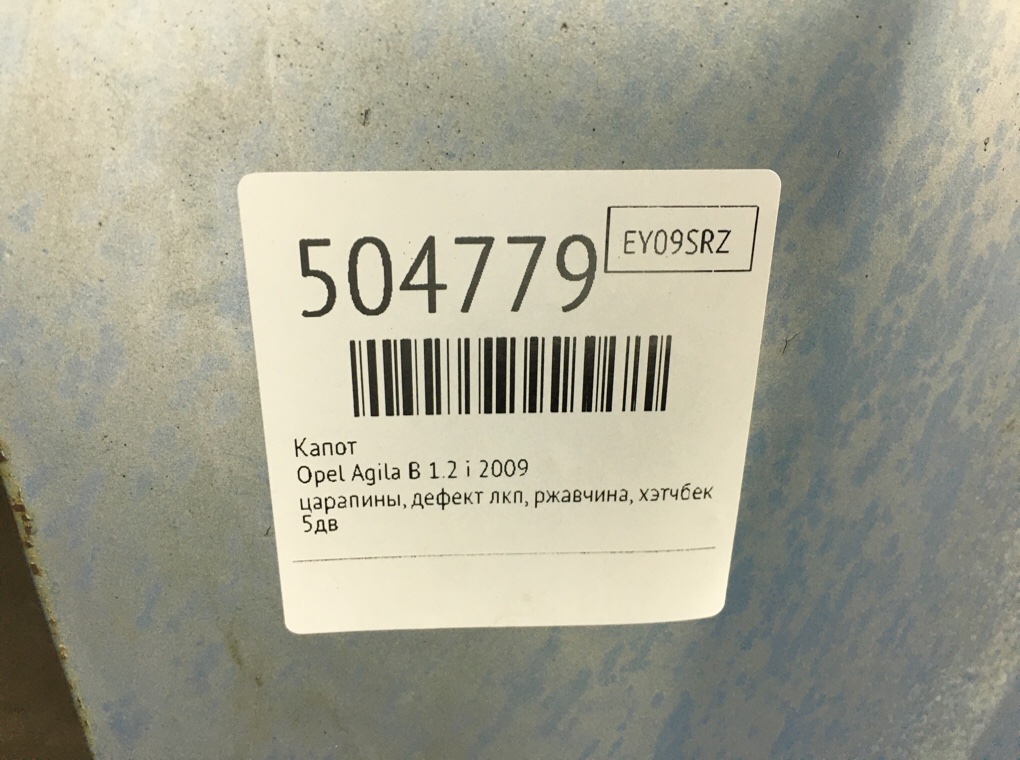 504779
EY09SRZ
Капот
Opel Agila B 1.2 i 2009
царапины, дефект лкп, ржавчина, хэтчбек
5дв